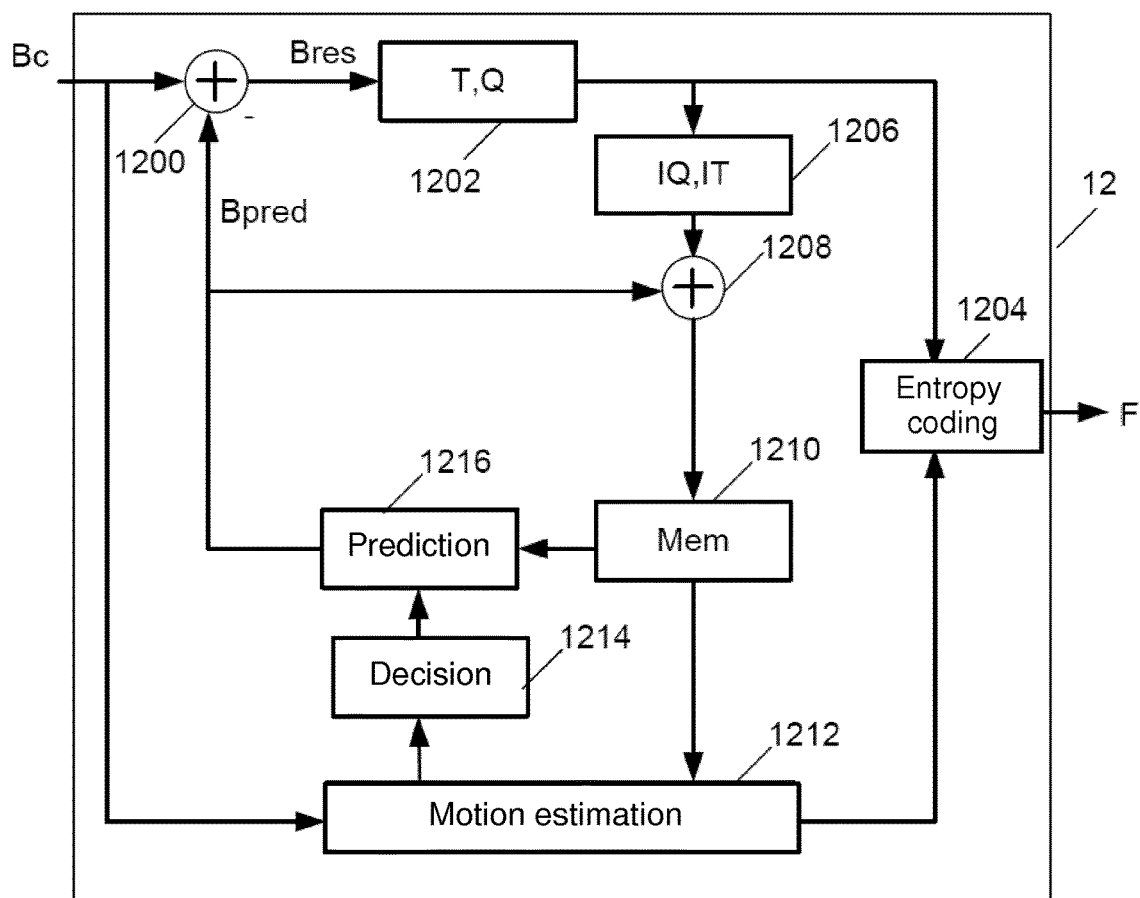 Bc
Bres
T,Q
-
1200
1202
1206
IQ,IT
12
Bpred
1208
1204
Entropy
coding
F
1216
1210
Prediction
Mem
1214
Decision
1212
Motion estimation